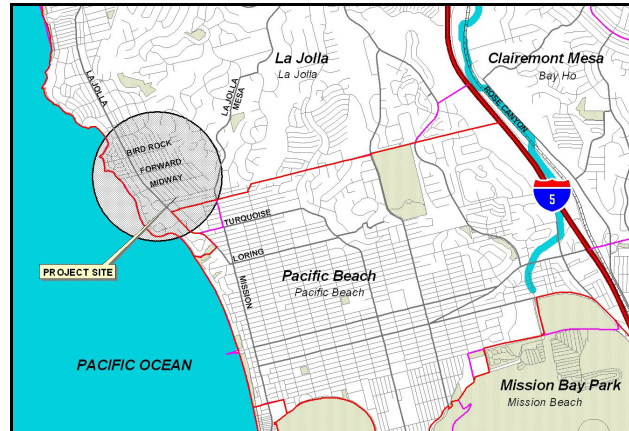 La Jolla
La Jolla
Clairemont Mesa
Bay Ho
LA JOLLA
LA JOLLA
MESA
ROSE CANYON
BIRD ROCK
FORWARD
MIDWAY
5
TURQUOISE
LORING
PROJECT SITE
MISSION
Pacific Beach
Pacific Beach
PACIFIC OCEAN
Mission Bay Park
Mission Beach